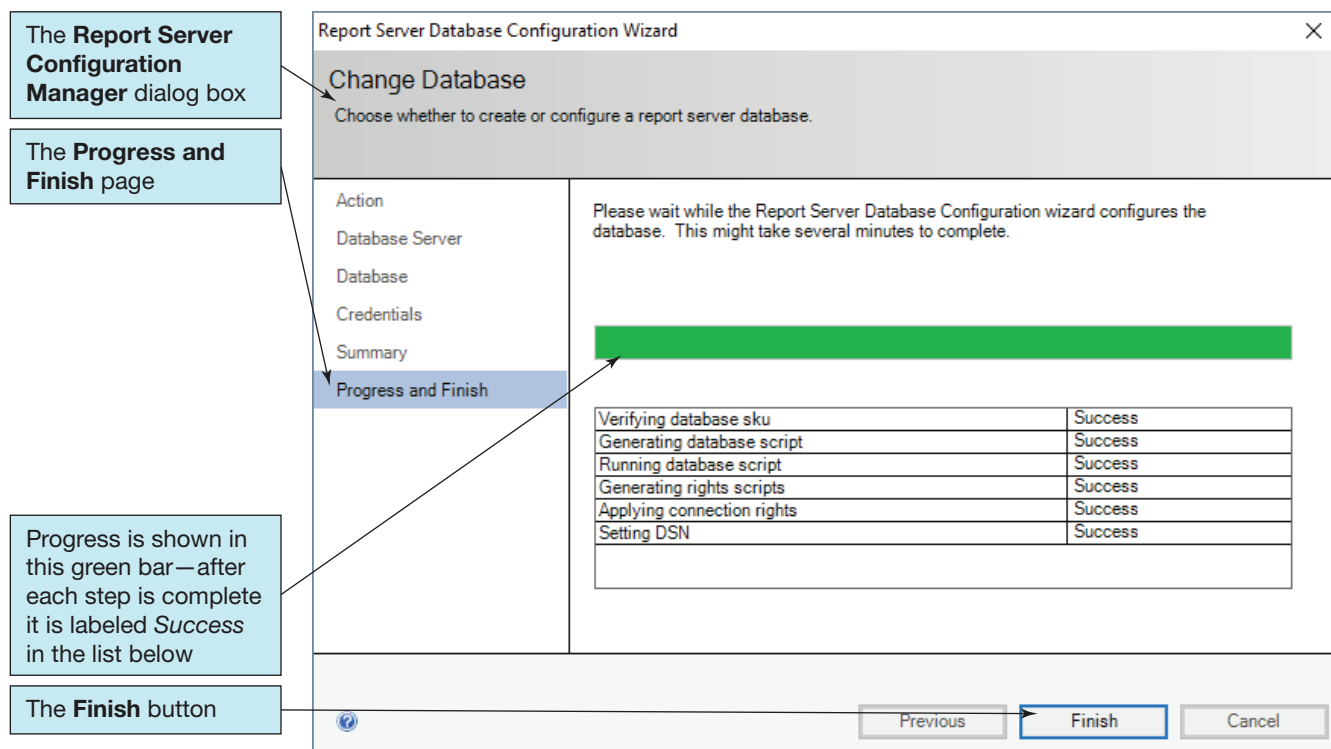 The Report Server
Configuration
Manager dialog box
The Progress and
Finish page
Progress is shown in
this green bar—after
each step is complete
it is labeled Success
in the list below
The Finish button
Report Server Database Configuration Wizard
Change Database
Choose whether to create or configure a report server database.
Action
Database Server
Database
Credentials
Summary
Progress and Finish
Please wait while the Report Server Database Configuration wizard configures the
database. This might take several minutes to complete.
Verifying database sku Success
Generating database script Success
Running database script Success
Generating rights scripts Success
Applying connection rights Success
Setting DSN Success
Previous Finish Cancel